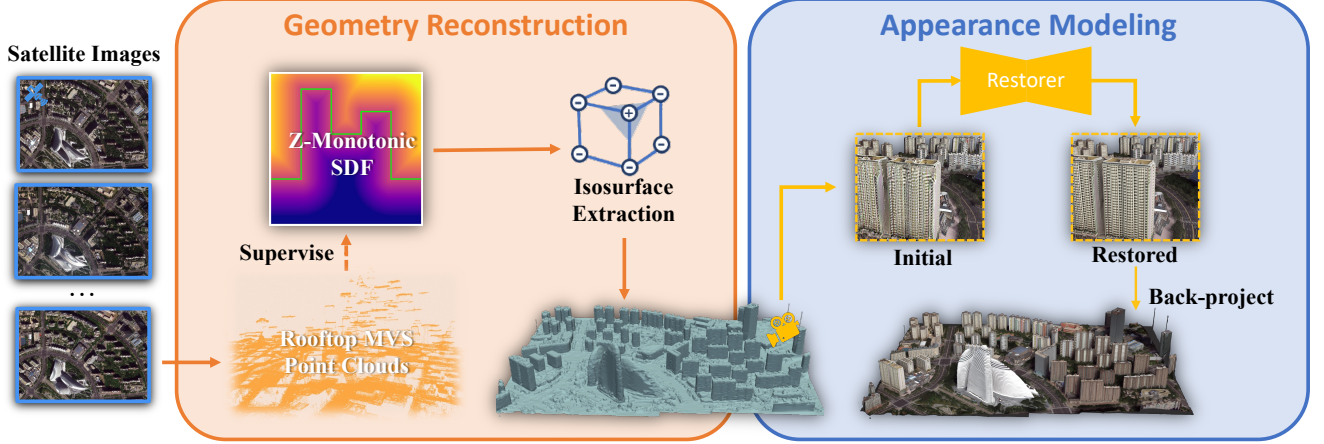 Satellite Images
...
Geometry Reconstruction
Z-Monotonic
SDF
Supervise
Rooftop MVS
Point Clouds
Isosurface
Extraction
Appearance Modeling
Restorer
Initial
Restored
Back-project